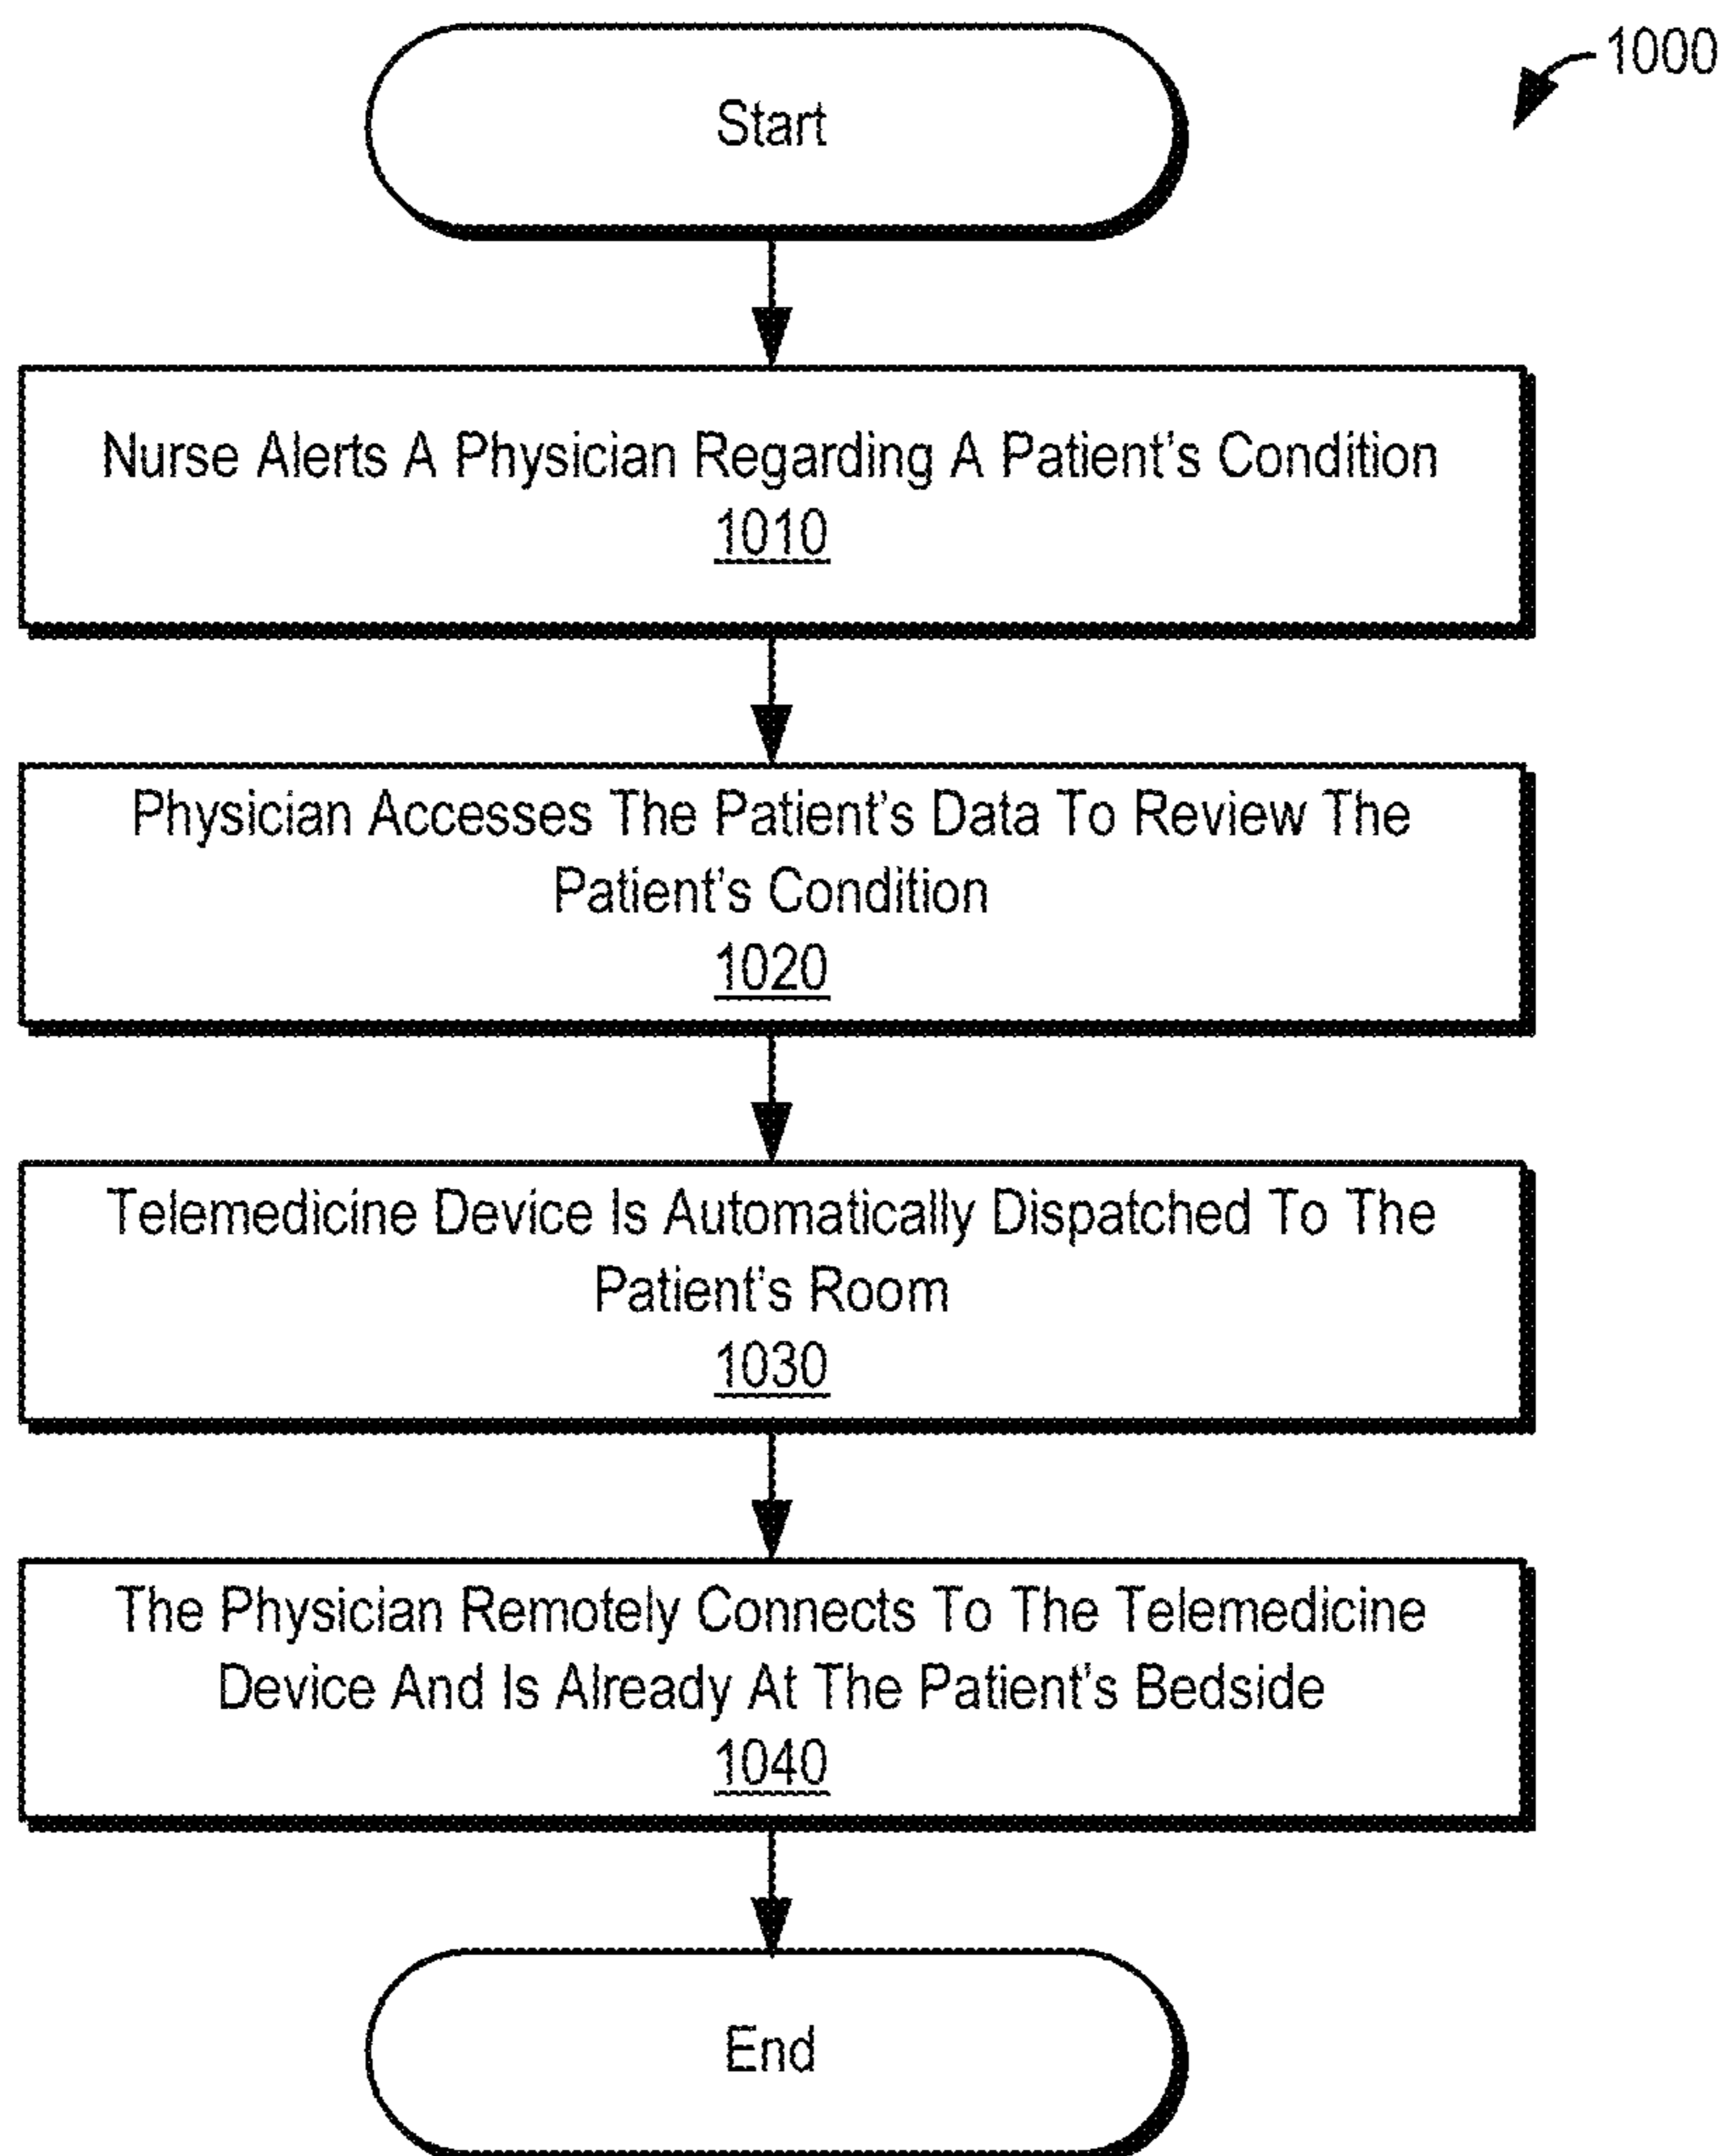 1000
Start
Nurse Alerts A Physician Regarding A Patient's Condition
1010
Physician Accesses The Patient's Data To Review The
Patient's Condition
1020
Telemedicine Device Is Automatically Dispatched To The
Patient's Room
1030
The Physician Remotely Connects To The Telemedicine
Device And Is Already At The Patient's Bedside
1040
End